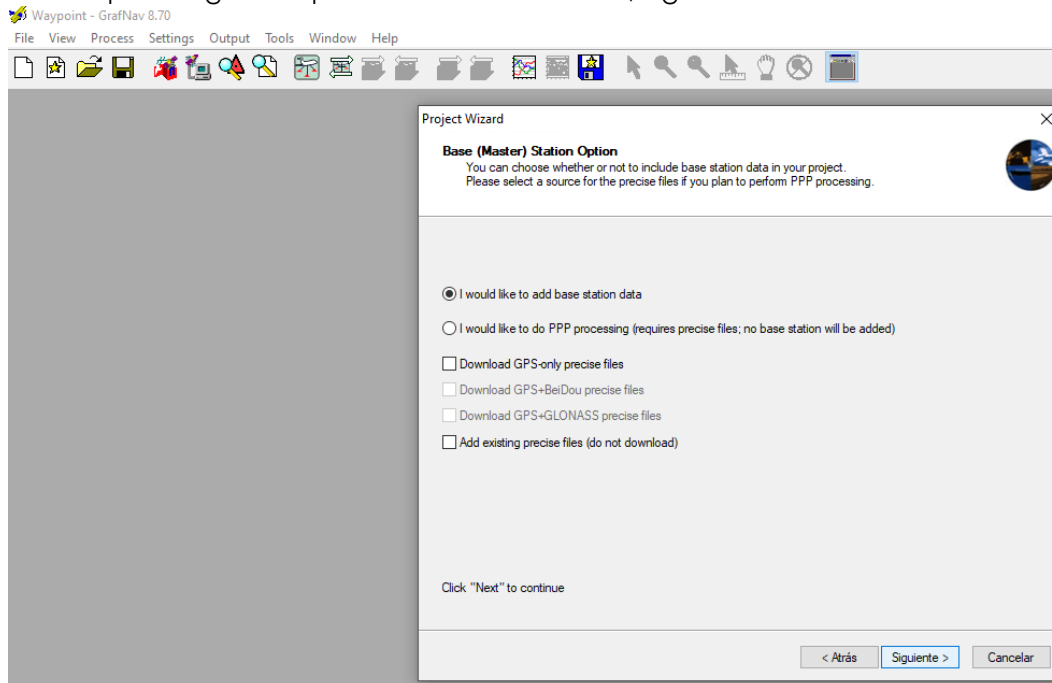 Waypoint - GrafNav 8.70
File View Process Settings Output Tools Window Help
Project Wizard
Base (Master) Station Option
You can choose whether or not to include base station data in your project.
Please select a source for the precise files if you plan to perform PPP processing.
I would like to add base station data
I would like to do PPP processing (requires precise files; no base station will be added)
Download GPS-only precise files
Download GPS+BeiDou precise files
Download GPS+GLONASS precise files
Add existing precise files (do not download)
Click "Next" to continue
< Atrás Siguiente > Cancelar